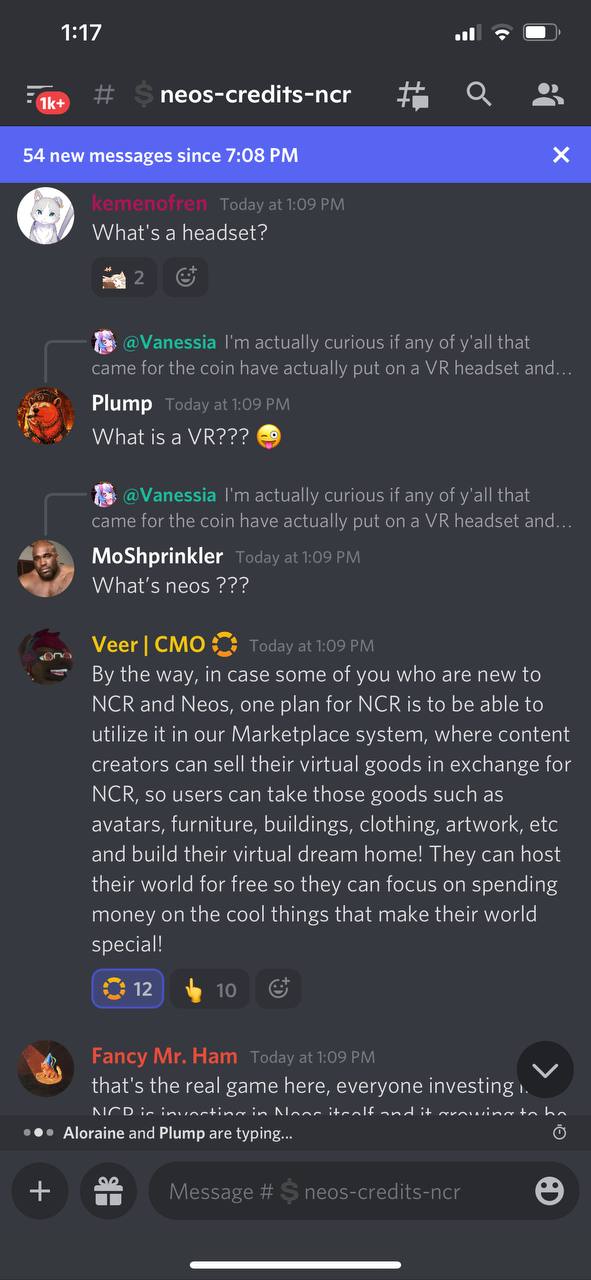 1:17
1k+
# 💲neos-credits-ncr
54 new messages since 7:08 PM
kemenofren Today at 1:09 PM
What's a headset?
2
@Vanessia I'm actually curious if any of y'all that
came for the coin have actually put on a VR headset and...
Plump Today at 1:09 PM
What is a VR??? 😜
@Vanessia I'm actually curious if any of y'all that
came for the coin have actually put on a VR headset and...
MoShprinkler Today at 1:09 PM
What's neos ???
Veer | CMO Today at 1:09 PM
By the way, in case some of you who are new to
NCR and Neos, one plan for NCR is to be able to
utilize it in our Marketplace system, where content
creators can sell their virtual goods in exchange for
NCR, so users can take those goods such as
avatars, furniture, buildings, clothing, artwork, etc
and build their virtual dream home! They can host
their world for free so they can focus on spending
money on the cool things that make their world
special!
12 👆 10
Fancy Mr. Ham Today at 1:09 PM
that's the real game here, everyone investing
NCR is investing in Neos itself and it growing to be
Aloraine and Plump are typing...
Message # 💲neos-credits-ncr